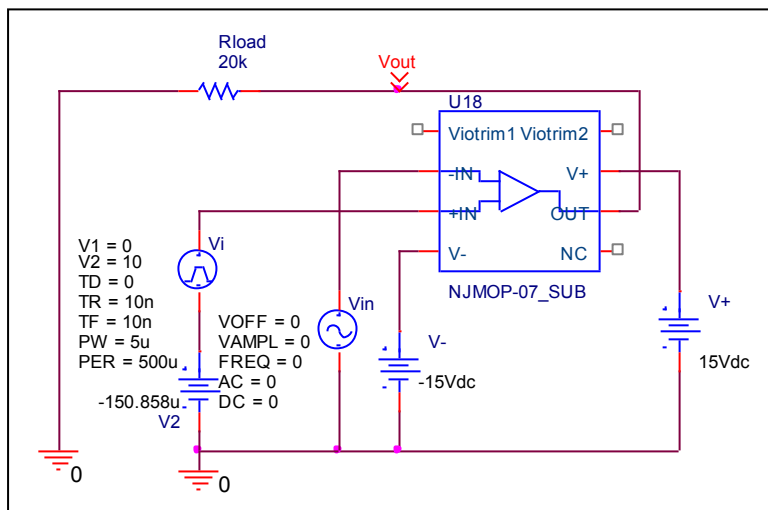 Rload
20k
Vout
U18
Viotrim1 Viotrim2
-IN V+
+IN OUT
V- NC
NJMOP-07_SUB
Vi
V1 = 0
V2 = 10
TD = 0
TR = 10n
TF = 10n
PW = 5u
PER = 500u
-150.858u
V2
Vin
VOFF = 0
VAMPL = 0
FREQ = 0
AC = 0
DC = 0
V-
-15Vdc
V+
15Vdc
0
0